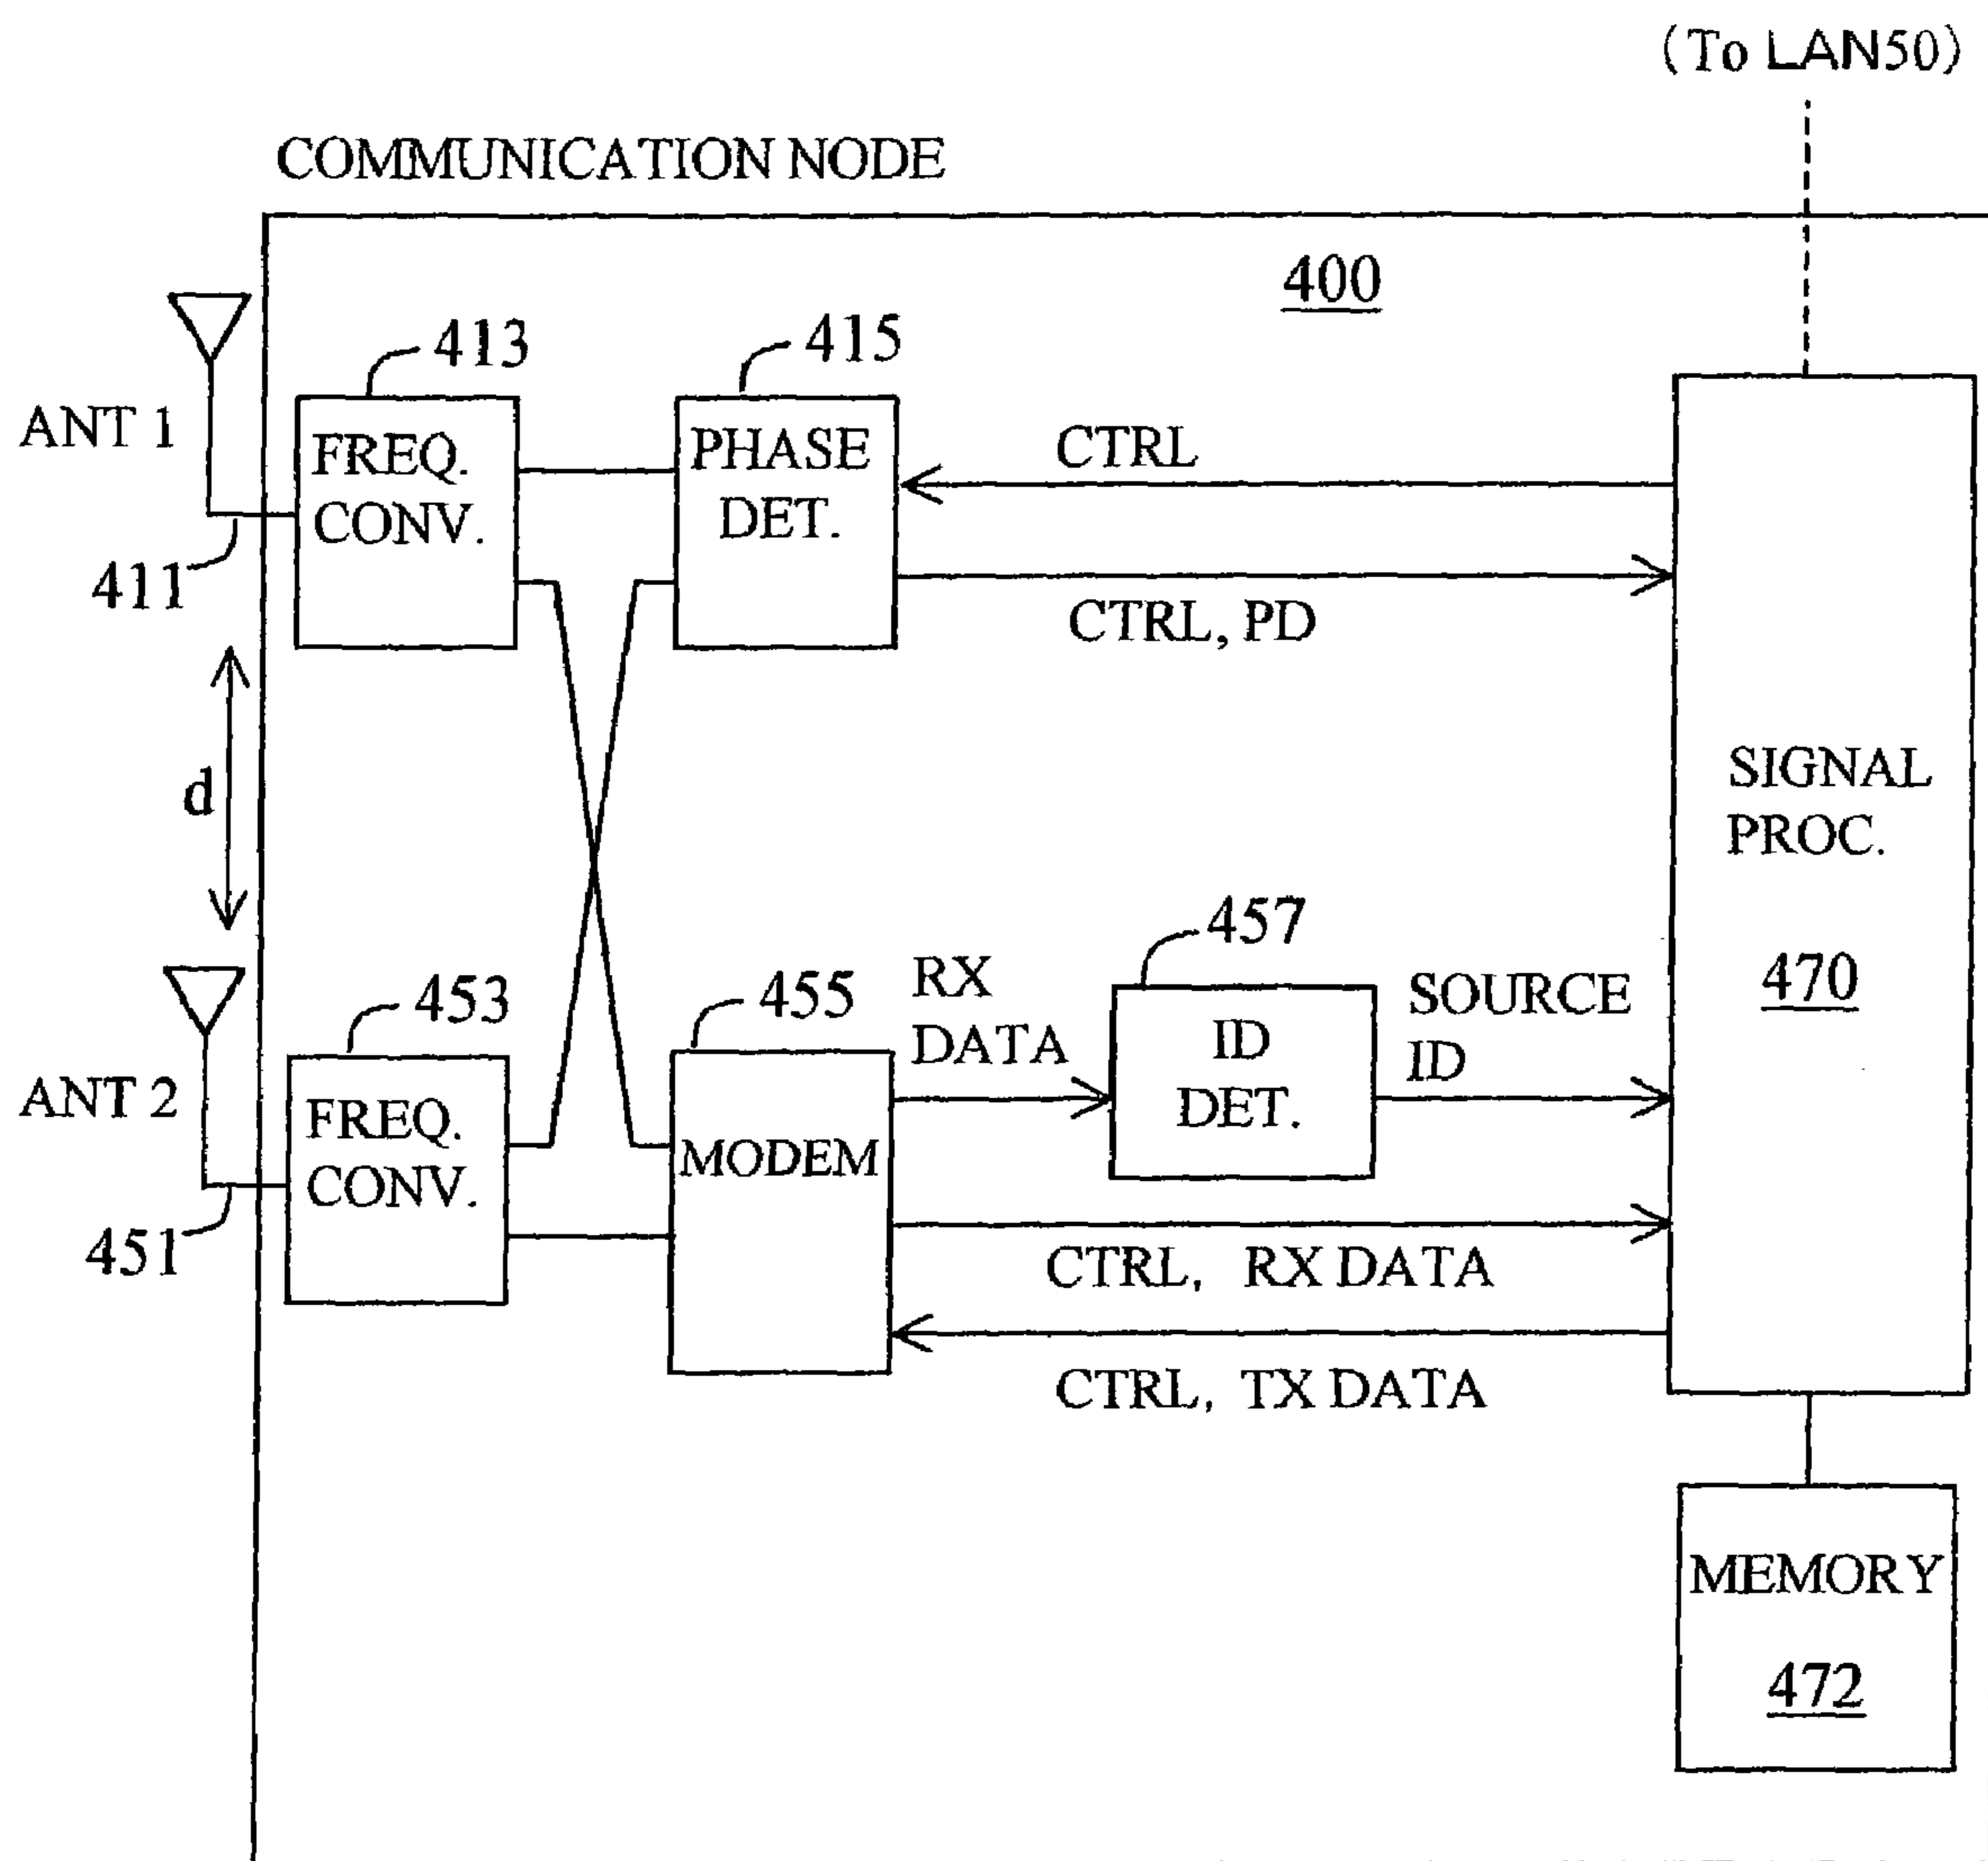 (To LAN50)
COMMUNICATION NODE
400
413
415
ANT 1
FREQ.
CONV.
PHASE
DET.
CTRL
411
CTRL, PD
d
SIGNAL
PROC.
470
457
RX
DATA
SOURCE
ID
453
455
ID
DET.
ANT 2
FREQ.
CONV.
MODEM
451
CTRL, RX DATA
CTRL, TX DATA
MEMORY
472